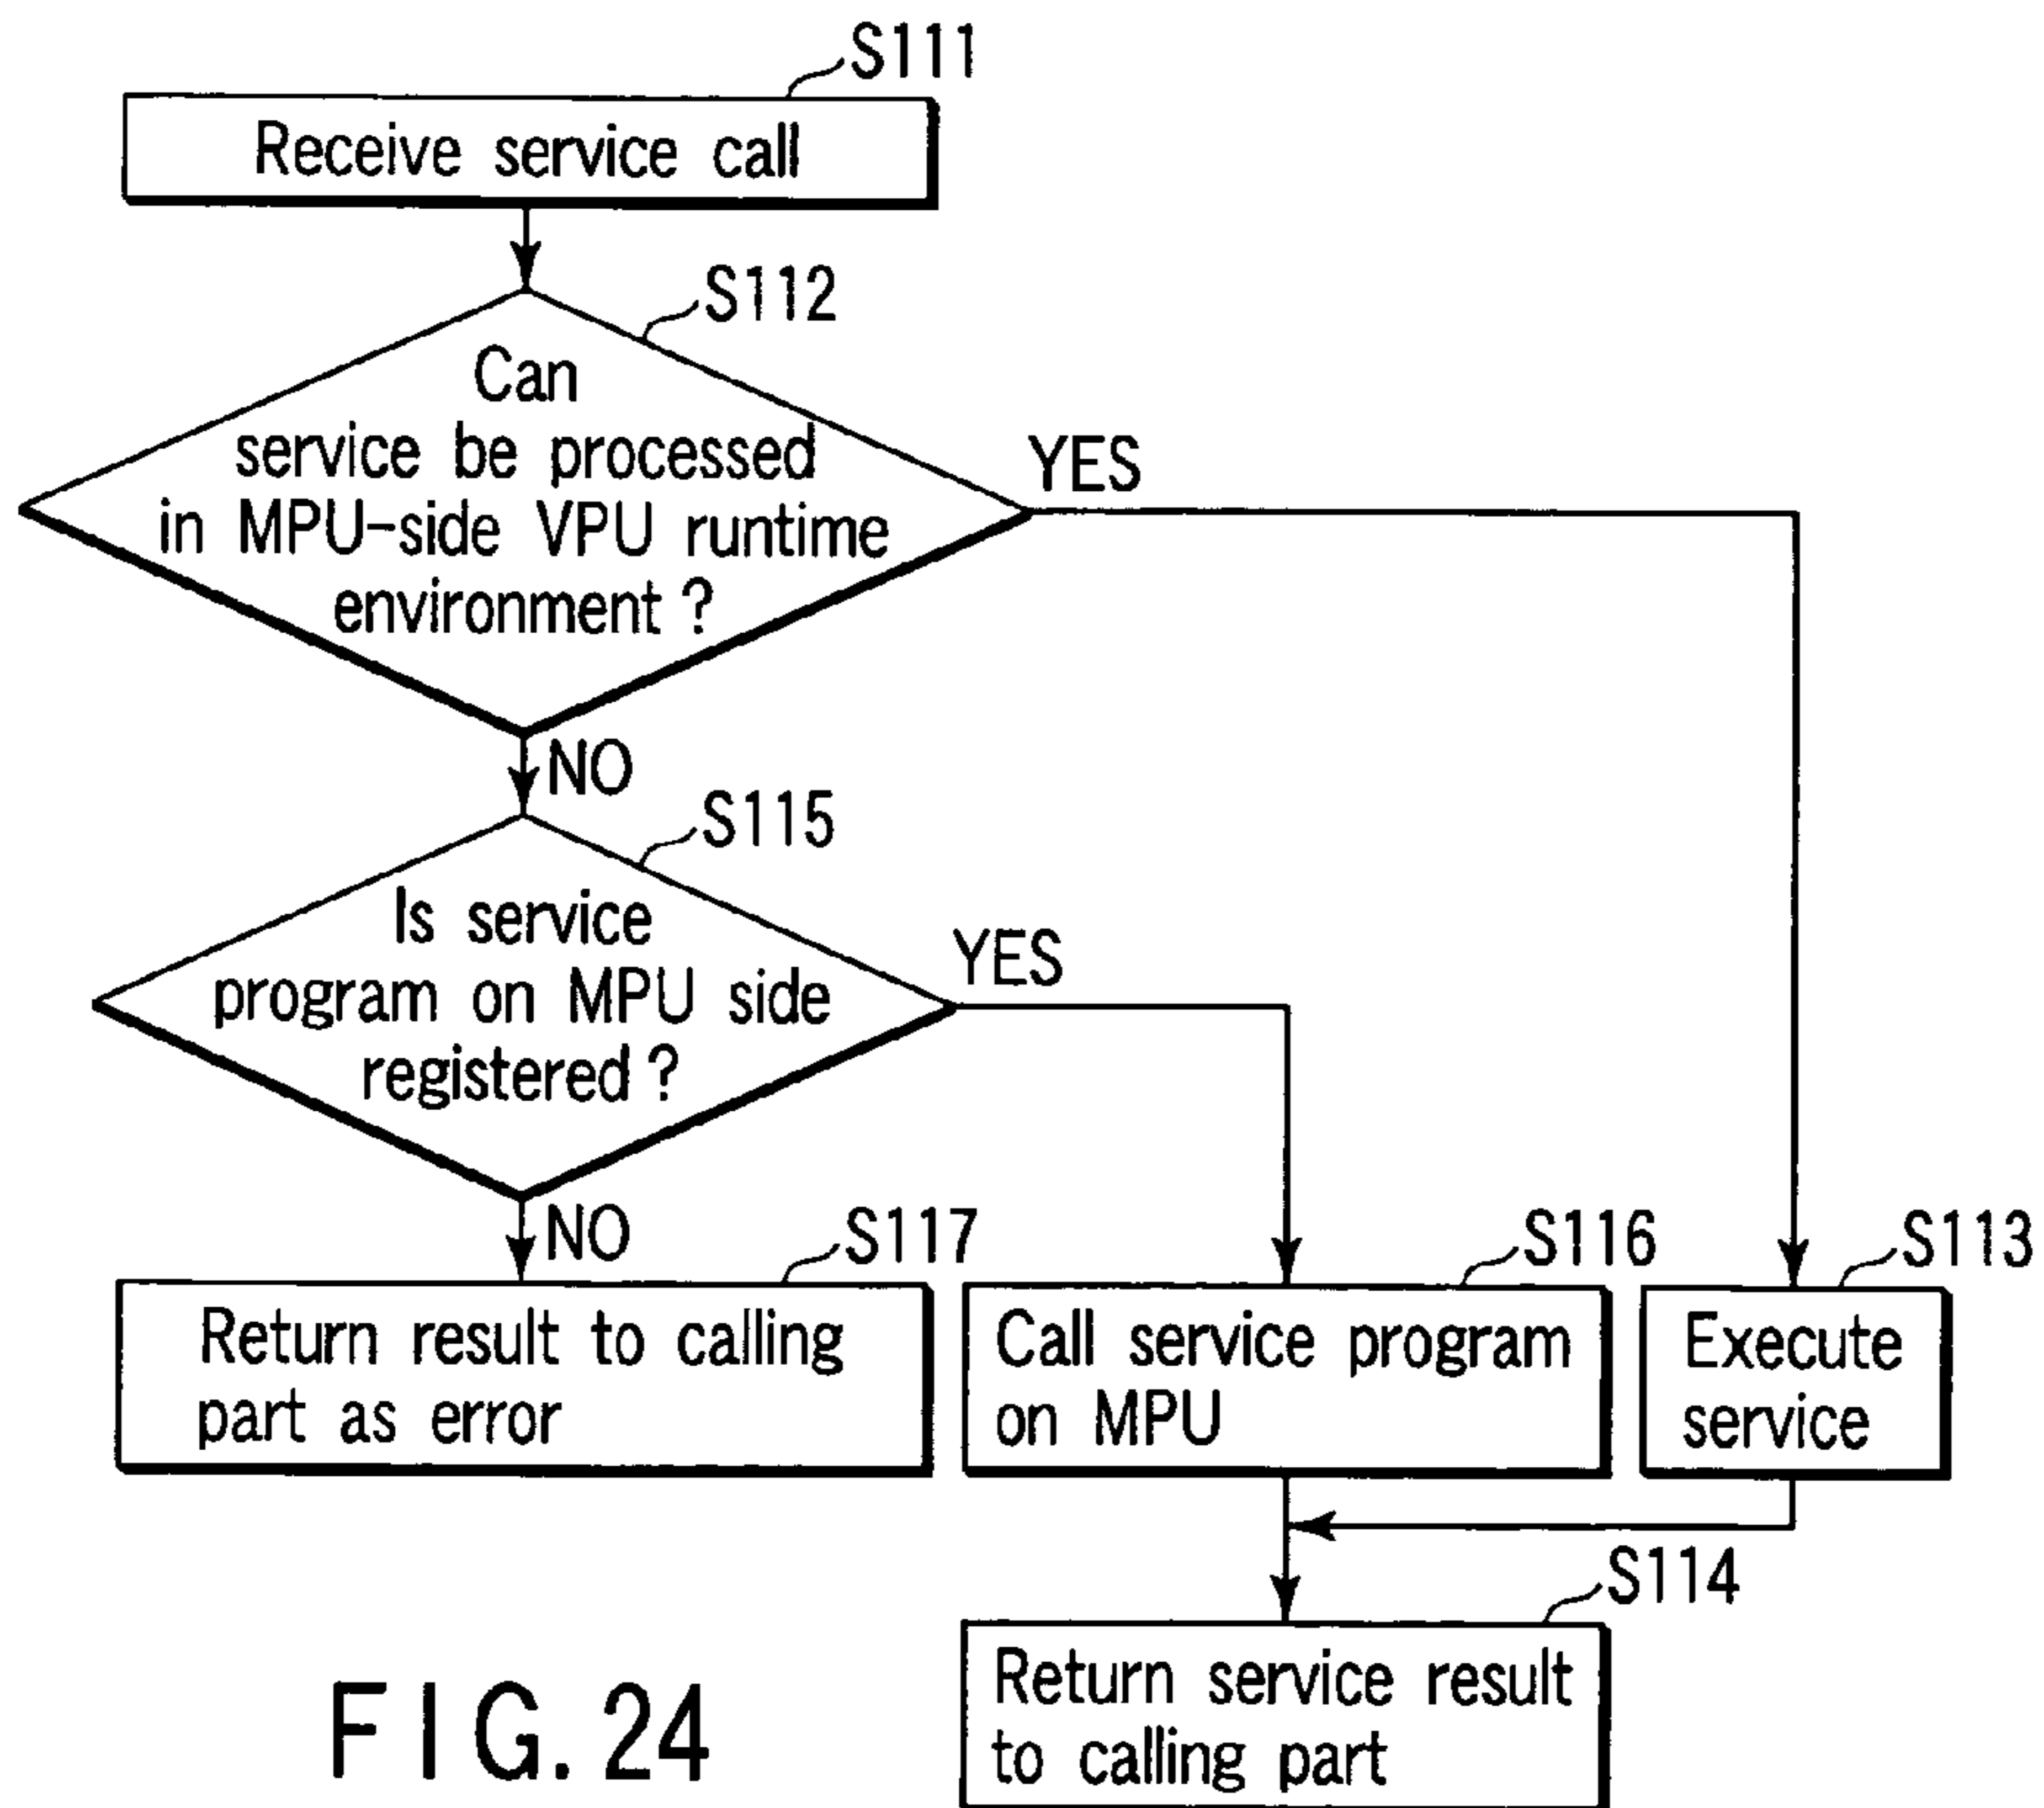 S111
Receive service call
S112
Can
service be processed
in MPU-side VPU runtime
environment ?
YES
NO
S115
Is service
program on MPU side
registered ?
YES
NO
S117
Return result to calling
part as error
S116
Call service program
on MPU
S113
Execute
service
S114
Return service result
to calling part
FIG. 24